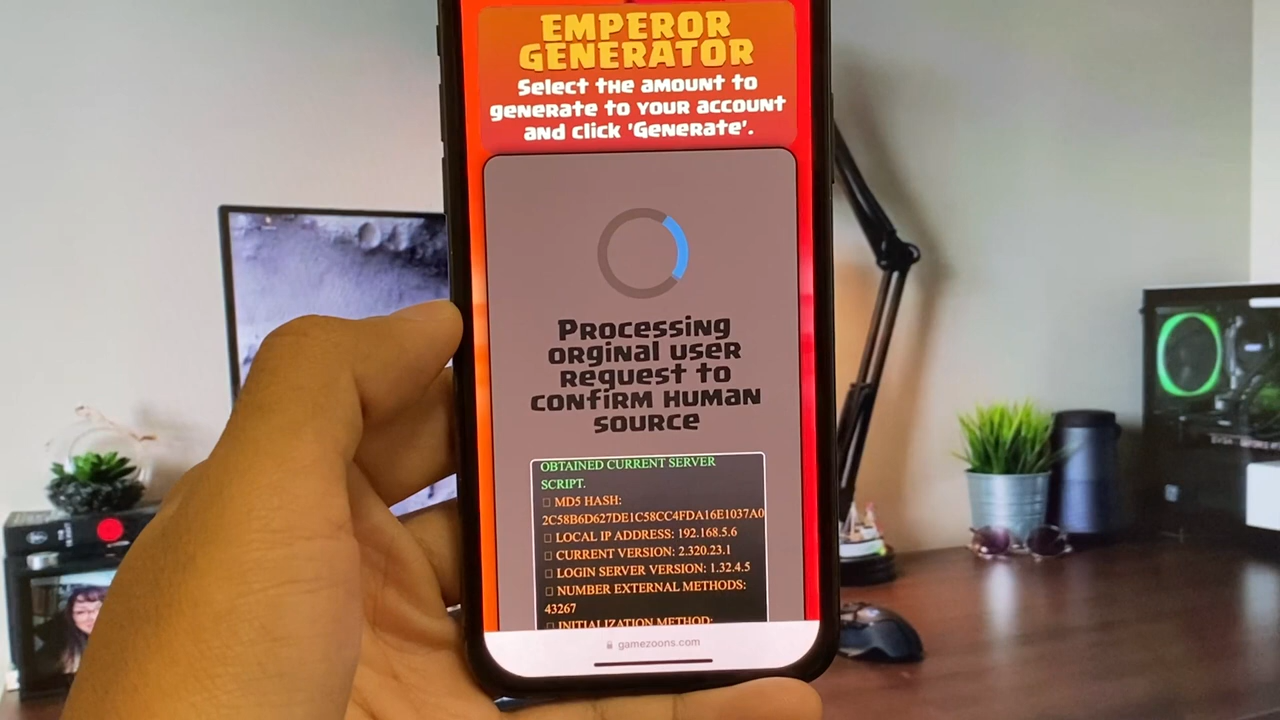 EMPEROR
GENERATOR
Select the amount to
generate to your account
and click 'Generate'.
Processing
orginal user
request to
confirm human
source
OBTAINED CURRENT SERVER
SCRIPT.
MD5 HASH:
2C58B6D627DE1C58CC4FDA16E1037A0
LOCAL IP ADDRESS: 192.168.5.6
CURRENT VERSION: 2.320.23.1
LOGIN SERVER VERSION: 1.32.4.5
NUMBER EXTERNAL METHODS:
43267
INITIALIZATION METHOD:
gamezoons.com